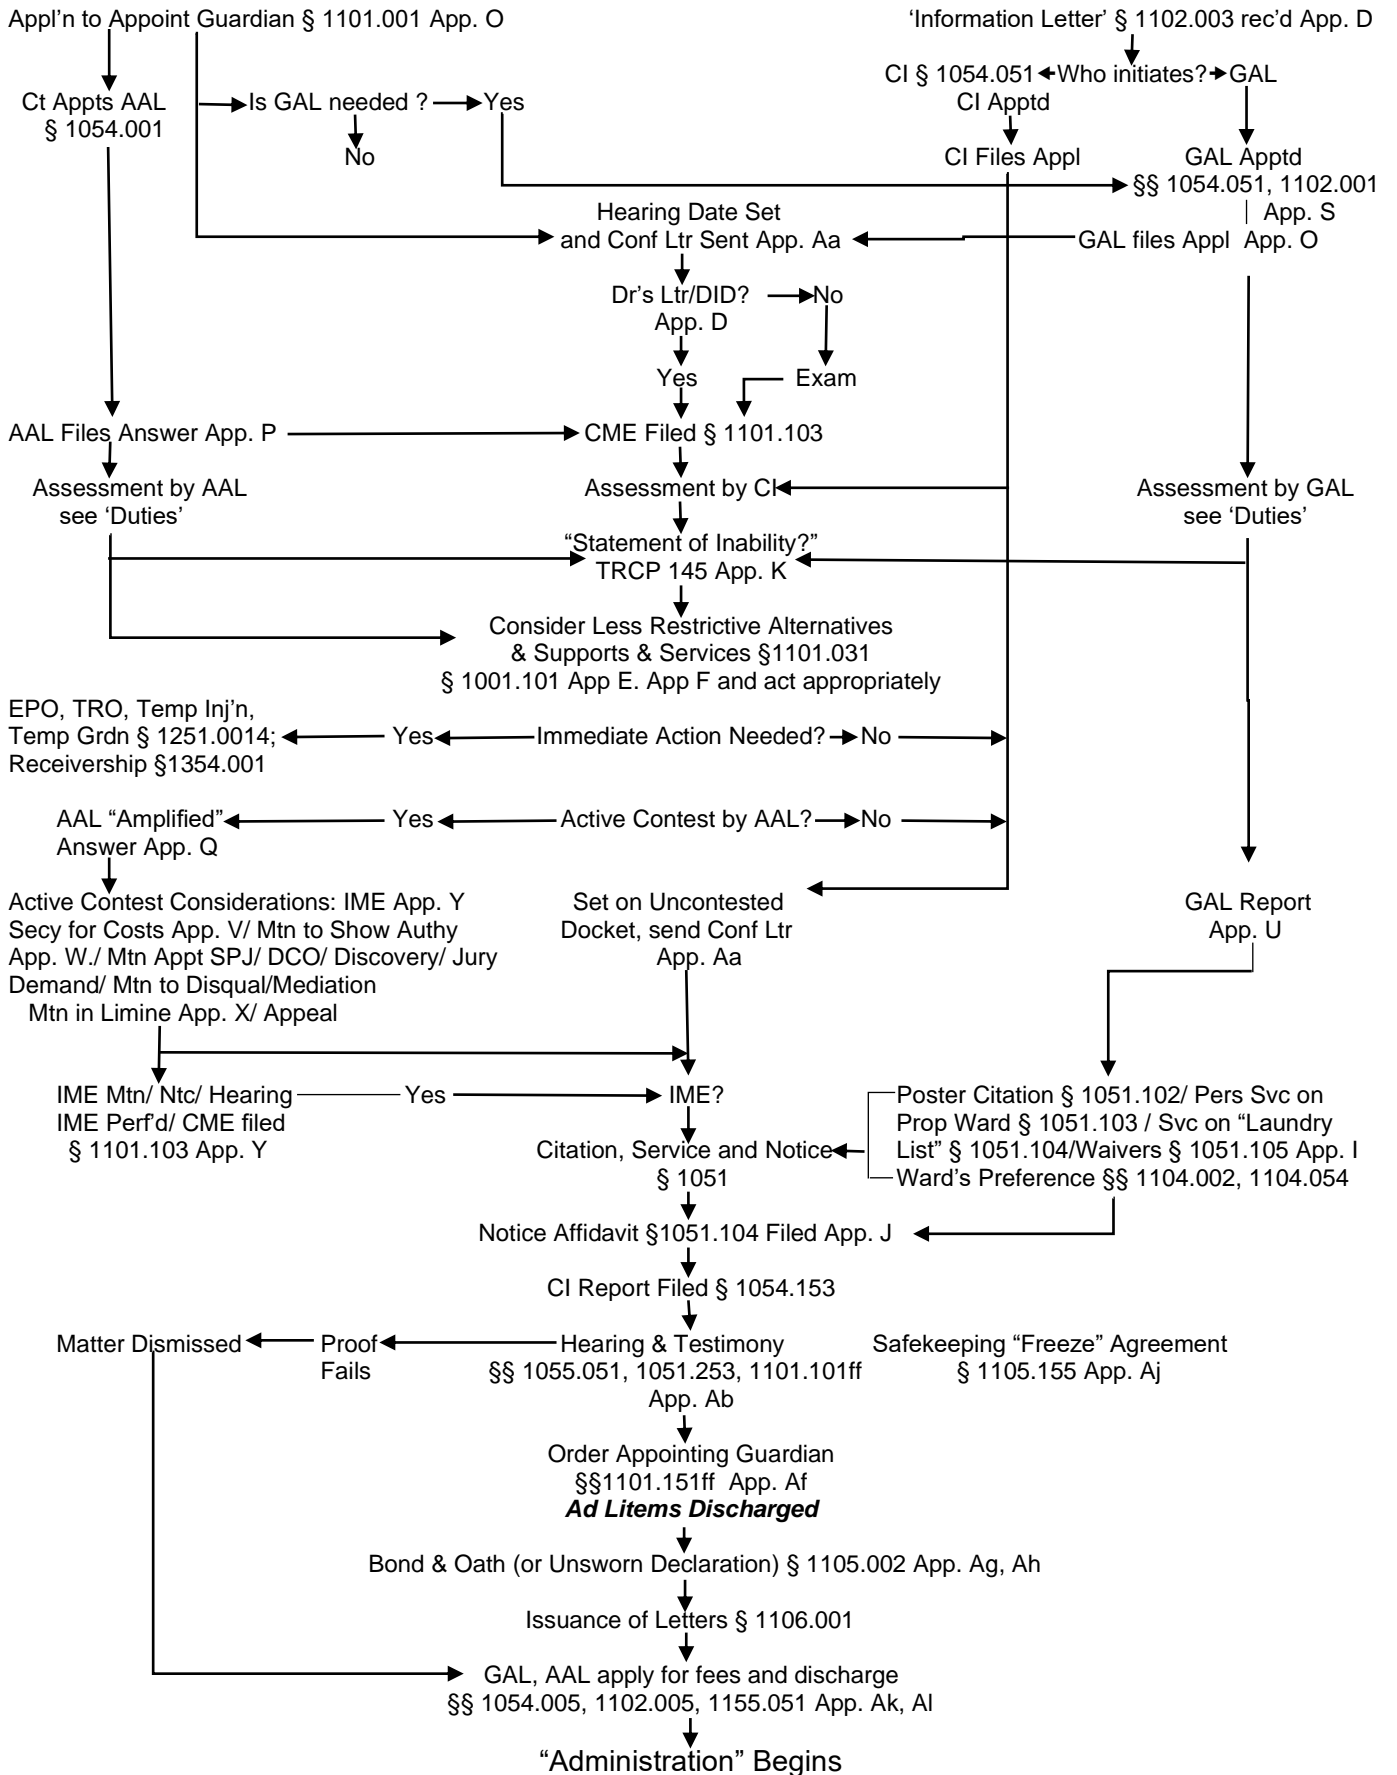 Appl'n to Appoint Guardian § 1101.001 App. O
‘Information Letter’ § 1102.003 rec’d App. D
CI § 1054.051
Who initiates?
GAL
Ct Appts AAL
§ 1054.001
Is GAL needed ?
Yes
No
CI Apptd
CI Files Appl
GAL Apptd
§§ 1054.051, 1102.001
App. S
Hearing Date Set
and Conf Ltr Sent App. Aa
GAL files Appl App. O
Dr’s Ltr/DID?
App. D
No
Yes
Exam
AAL Files Answer App. P
CME Filed § 1101.103
Assessment by AAL
see ‘Duties’
Assessment by CI
Assessment by GAL
see ‘Duties’
“Statement of Inability?”
TRCP 145 App. K
Consider Less Restrictive Alternatives
& Supports & Services §1101.031
§ 1001.101 App E. App F and act appropriately
EPO, TRO, Temp Inj’n,
Temp Grdn § 1251.0014;
Receivership §1354.001
Yes
Immediate Action Needed?
No
AAL “Amplified”
Answer App. Q
Yes
Active Contest by AAL?
No
Active Contest Considerations: IME App. Y
Secy for Costs App. V/ Mtn to Show Authy
App. W./ Mtn Appt SPJ/ DCO/ Discovery/ Jury
Demand/ Mtn to Disqual/Mediation
Mtn in Limine App. X/ Appeal
Set on Uncontested
Docket, send Conf Ltr
App. Aa
GAL Report
App. U
IME Mtn/ Ntc/ Hearing
IME Perf’d/ CME filed
§ 1101.103 App. Y
Yes
IME?
Poster Citation § 1051.102/ Pers Svc on
Prop Ward § 1051.103 / Svc on “Laundry
List” § 1051.104/Waivers § 1051.105 App. I
Ward’s Preference §§ 1104.002, 1104.054
Citation, Service and Notice
§ 1051
Notice Affidavit §1051.104 Filed App. J
CI Report Filed § 1054.153
Matter Dismissed
Proof
Fails
Hearing & Testimony
§§ 1055.051, 1051.253, 1101.101ff
App. Ab
Safekeeping “Freeze” Agreement
§ 1105.155 App. Aj
Order Appointing Guardian
§§1101.151ff App. Af
Ad Litems Discharged
Bond & Oath (or Unsworn Declaration) § 1105.002 App. Ag, Ah
Issuance of Letters § 1106.001
GAL, AAL apply for fees and discharge
§§ 1054.005, 1102.005, 1155.051 App. Ak, Al
“Administration” Begins